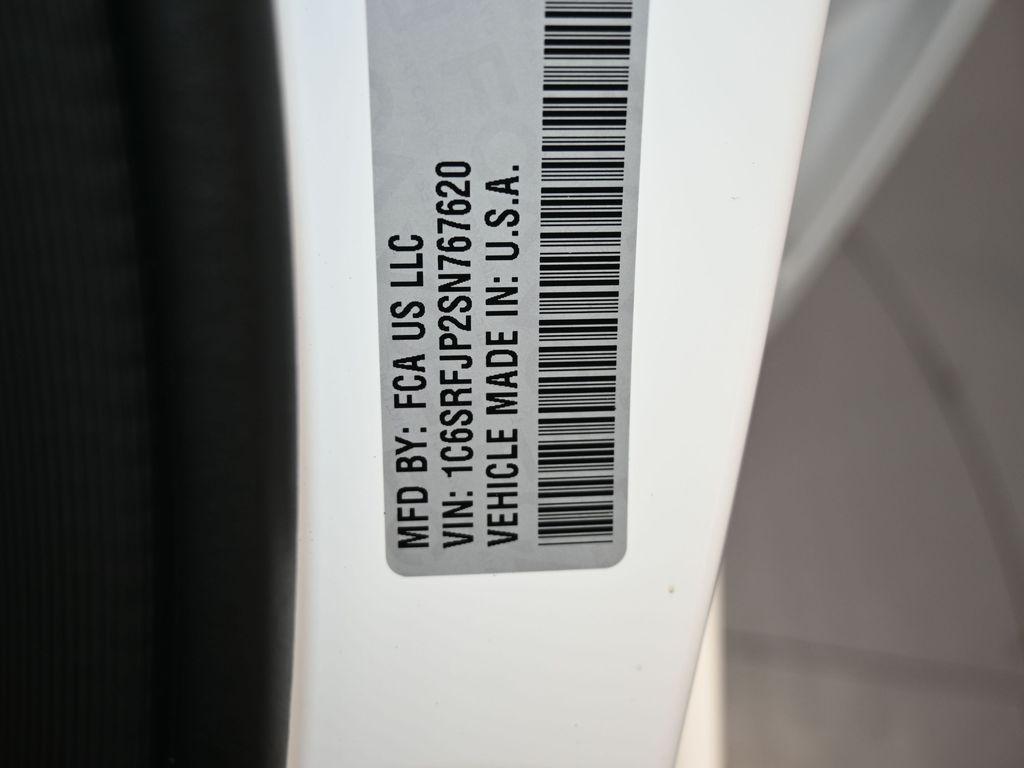 MFD BY: FCA US LLC
VIN: 1C6SRFJP2SN767620
VEHICLE MADE IN: U.S.A.